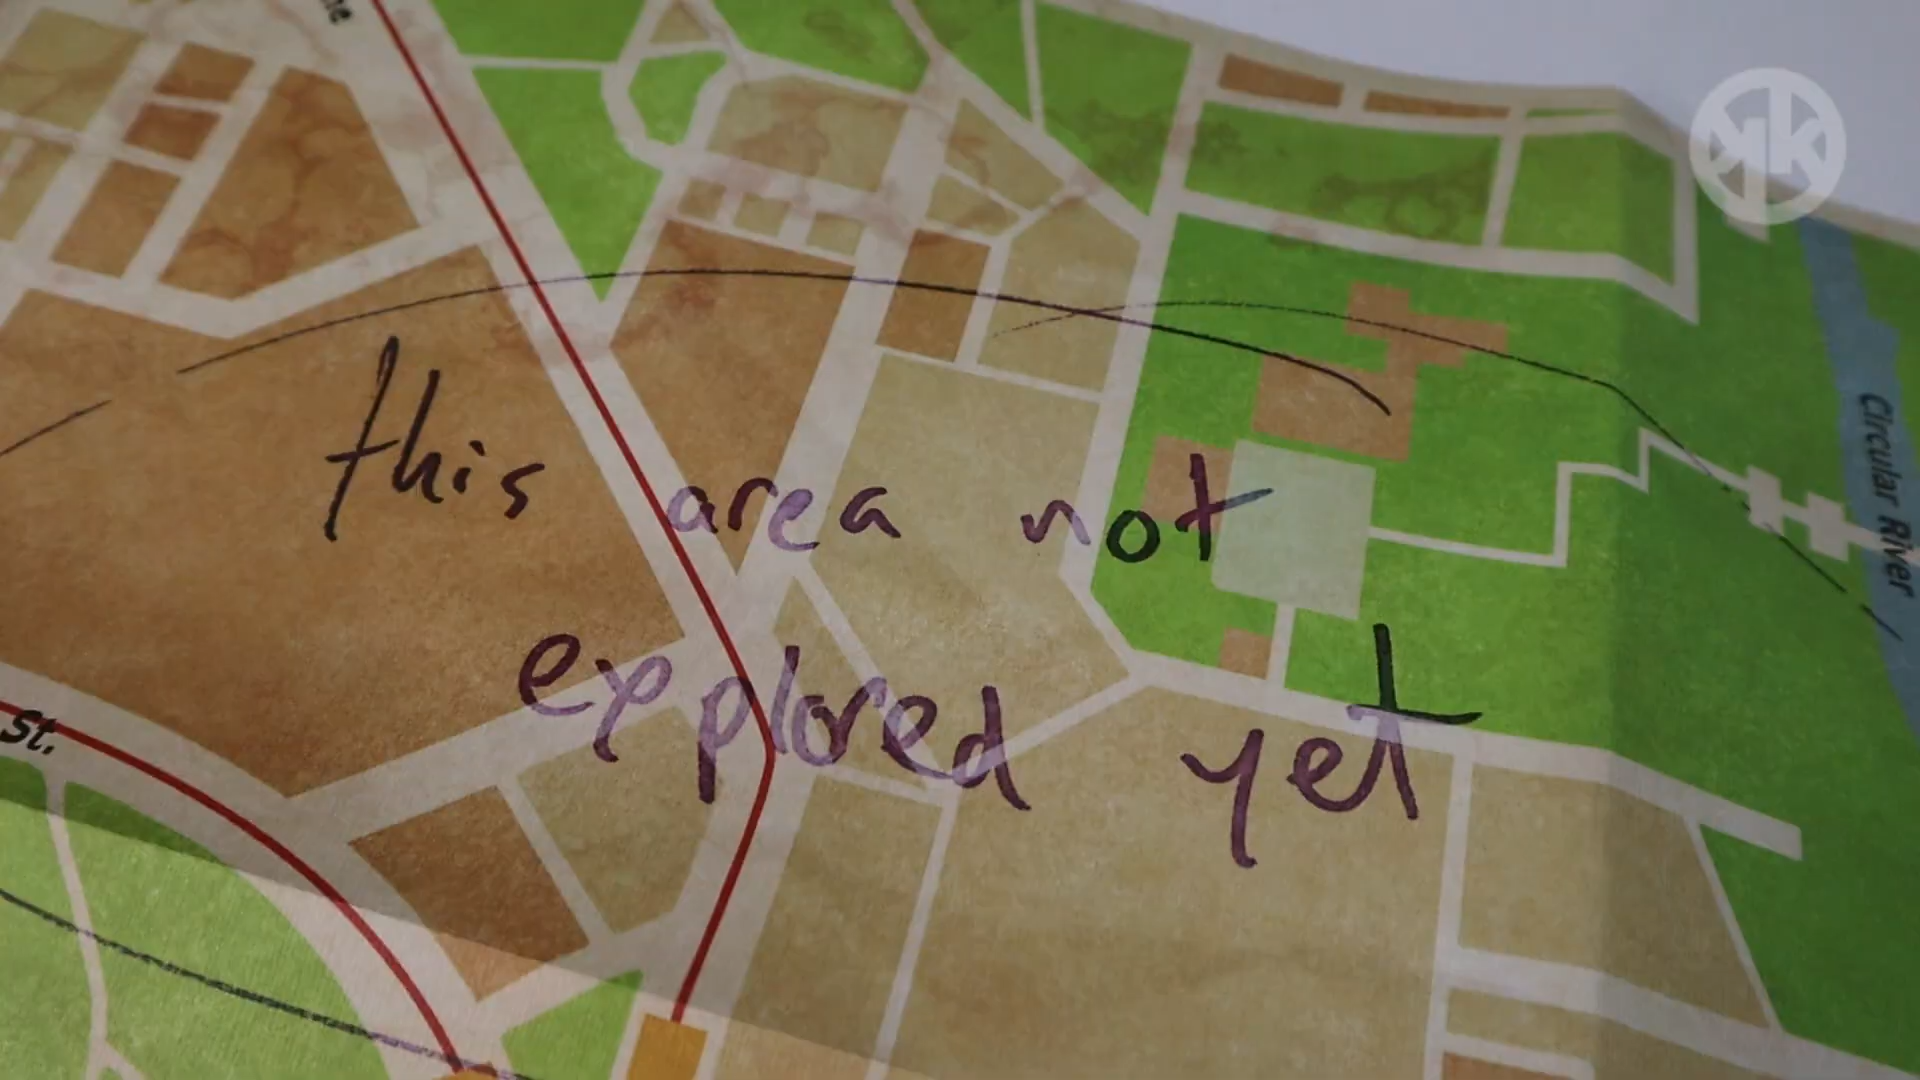 this area not
explored yet
St.
Circular River